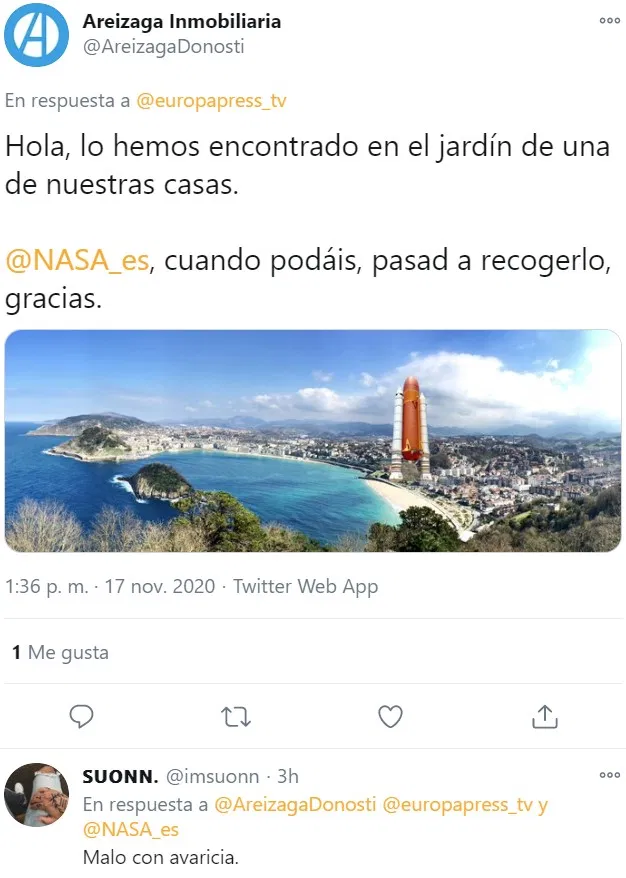 Areizaga Inmobiliaria
@AreizagaDonosti
En respuesta a @europapress_tv
Hola, lo hemos encontrado en el jardín de una
de nuestras casas.
@NASA_es, cuando podáis, pasad a recogerlo,
gracias.
1:36 p. m. · 17 nov. 2020 · Twitter Web App
1 Me gusta
SUONN. @imsuonn · 3h
En respuesta a @AreizagaDonosti @europapress_tv y
@NASA_es
Malo con avaricia.